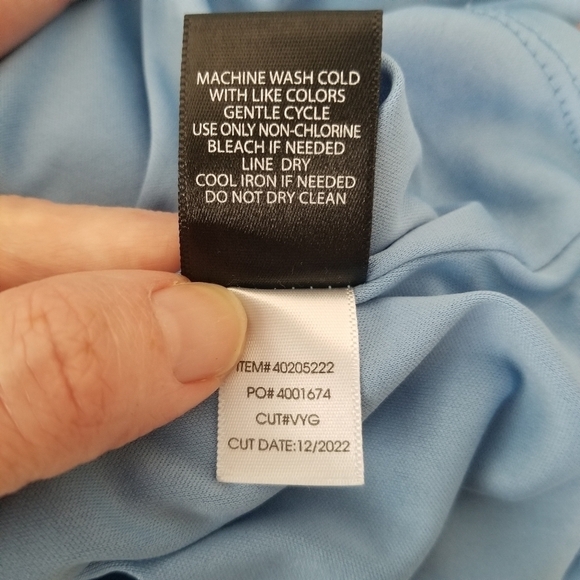 MACHINE WASH COLD
WITH LIKE COLORS
GENTLE CYCLE
USE ONLY NON-CHLORINE
BLEACH IF NEEDED
LINE DRY
COOL IRON IF NEEDED
DO NOT DRY CLEAN
ITEM# 40205222
PO# 4001674
CUT#VYG
CUT DATE:12/2022